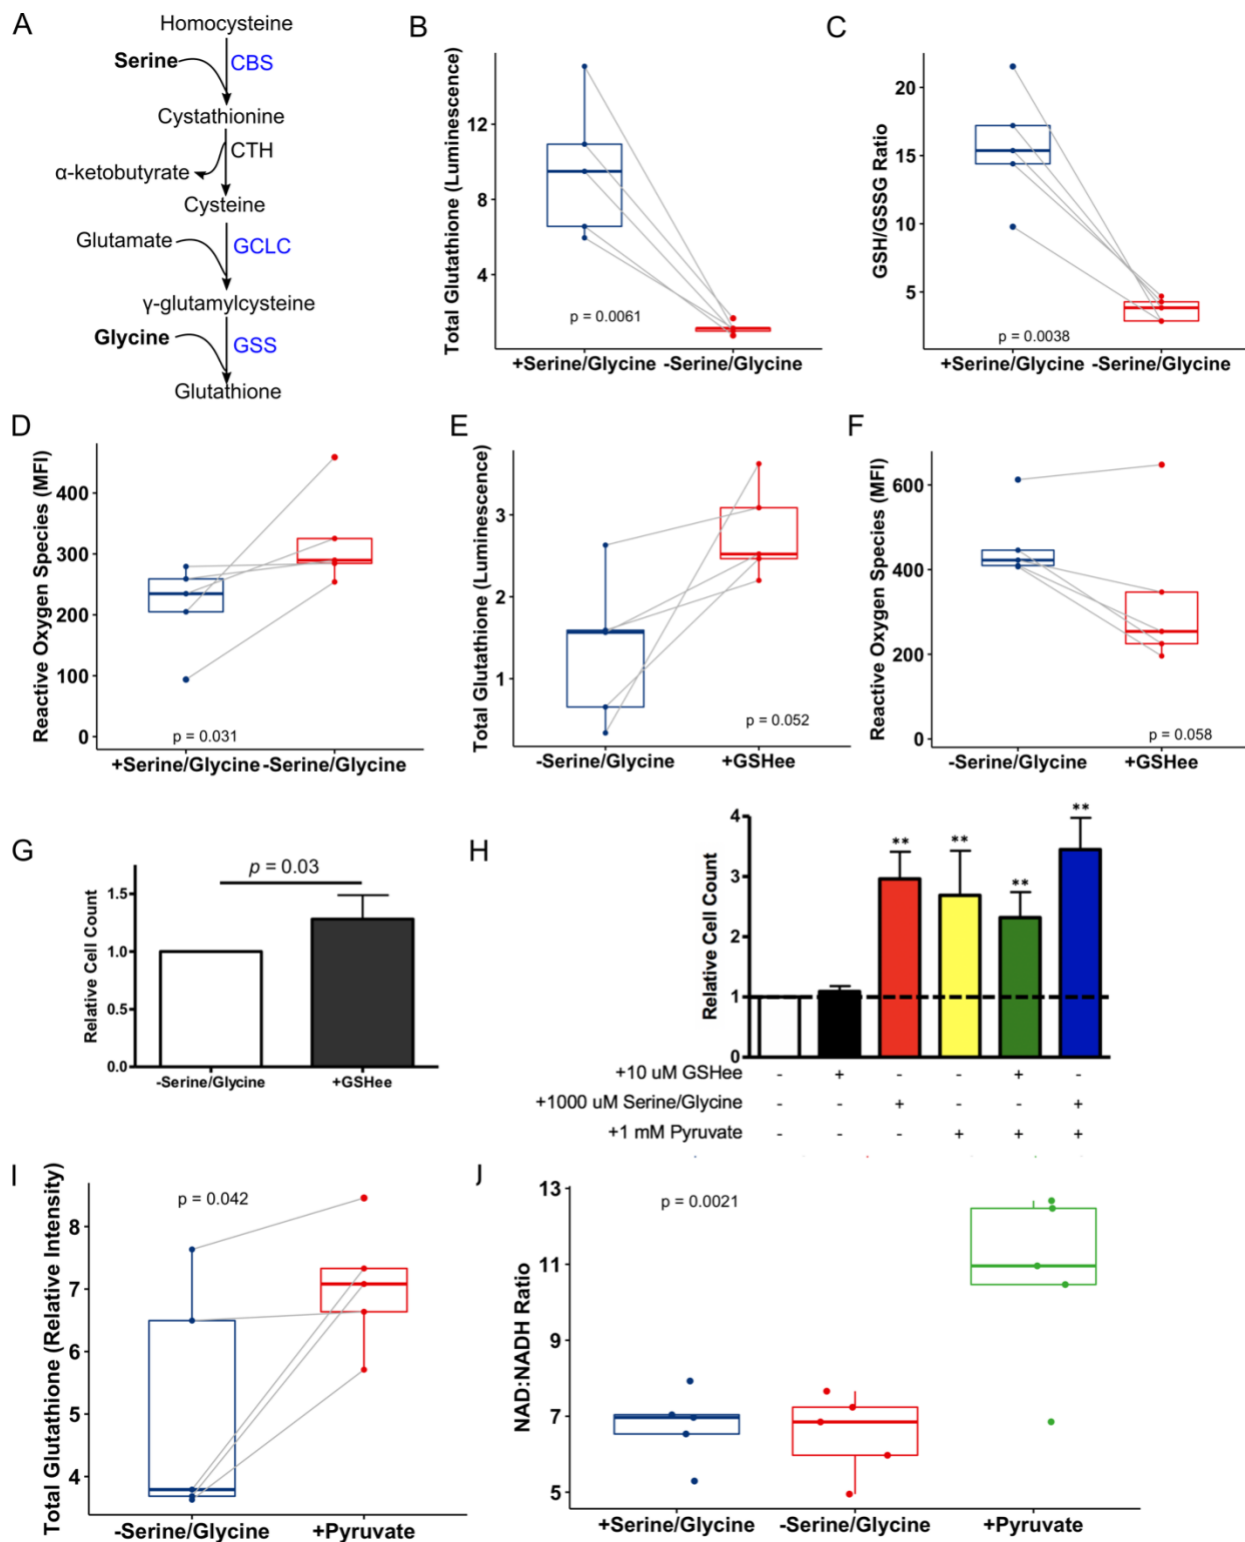 A
Homocysteine
Serine
CBS
Cystathionine
CTH
α-ketobutyrate
Cysteine
Glutamate
GCLC
γ-glutamylcysteine
Glycine
GSS
Glutathione
B
Total Glutathione (Luminescence)
12
8
4
p = 0.0061
+Serine/Glycine -Serine/Glycine
C
GSH/GSSG Ratio
20
15
10
5
p = 0.0038
+Serine/Glycine -Serine/Glycine
D
Reactive Oxygen Species (MFI)
400
300
200
100
0
p = 0.031
+Serine/Glycine -Serine/Glycine
E
Total Glutathione (Luminescence)
3
2
1
p = 0.052
-Serine/Glycine +GSHee
F
Reactive Oxygen Species (MFI)
600
400
200
0
p = 0.058
-Serine/Glycine +GSHee
G
p = 0.03
Relative Cell Count
1.5
1.0
0.5
0.0
-Serine/Glycine +GSHee
H
Relative Cell Count
4
3
2
1
0
** ** ** **
+10 uM GSHee - + - - + -
+1000 uM Serine/Glycine - - + - - +
+1 mM Pyruvate - - - + + +
I
Total Glutathione (Relative Intensity)
8
7
6
5
4
p = 0.042
-Serine/Glycine +Pyruvate
J
NAD:NADH Ratio
13
11
9
7
5
p = 0.0021
+Serine/Glycine -Serine/Glycine +Pyruvate